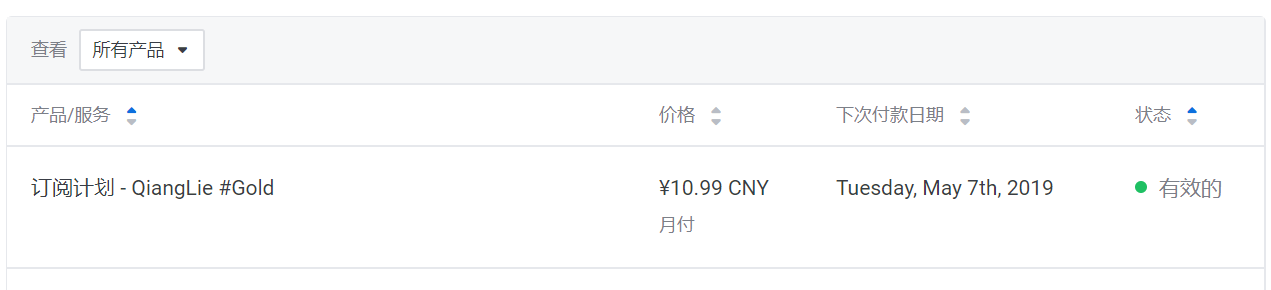 查看 所有产品
产品/服务 价格 下次付款日期 状态
订阅计划 - QiangLie #Gold ¥10.99 CNY Tuesday, May 7th, 2019 有效的
月付